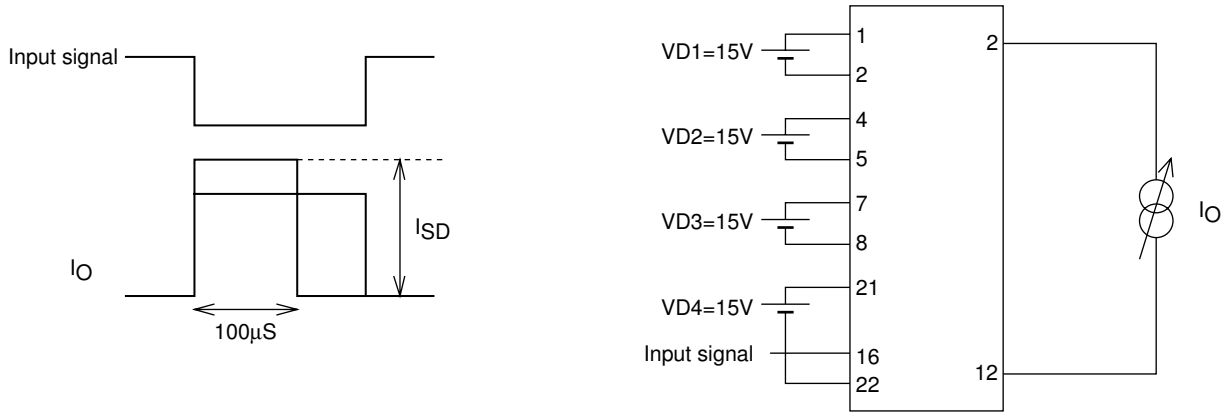 Input signal
I_O
I_SD
100μS
VD1=15V
1
2
VD2=15V
4
5
VD3=15V
7
8
VD4=15V
21
Input signal
16
22
2
12
I_O